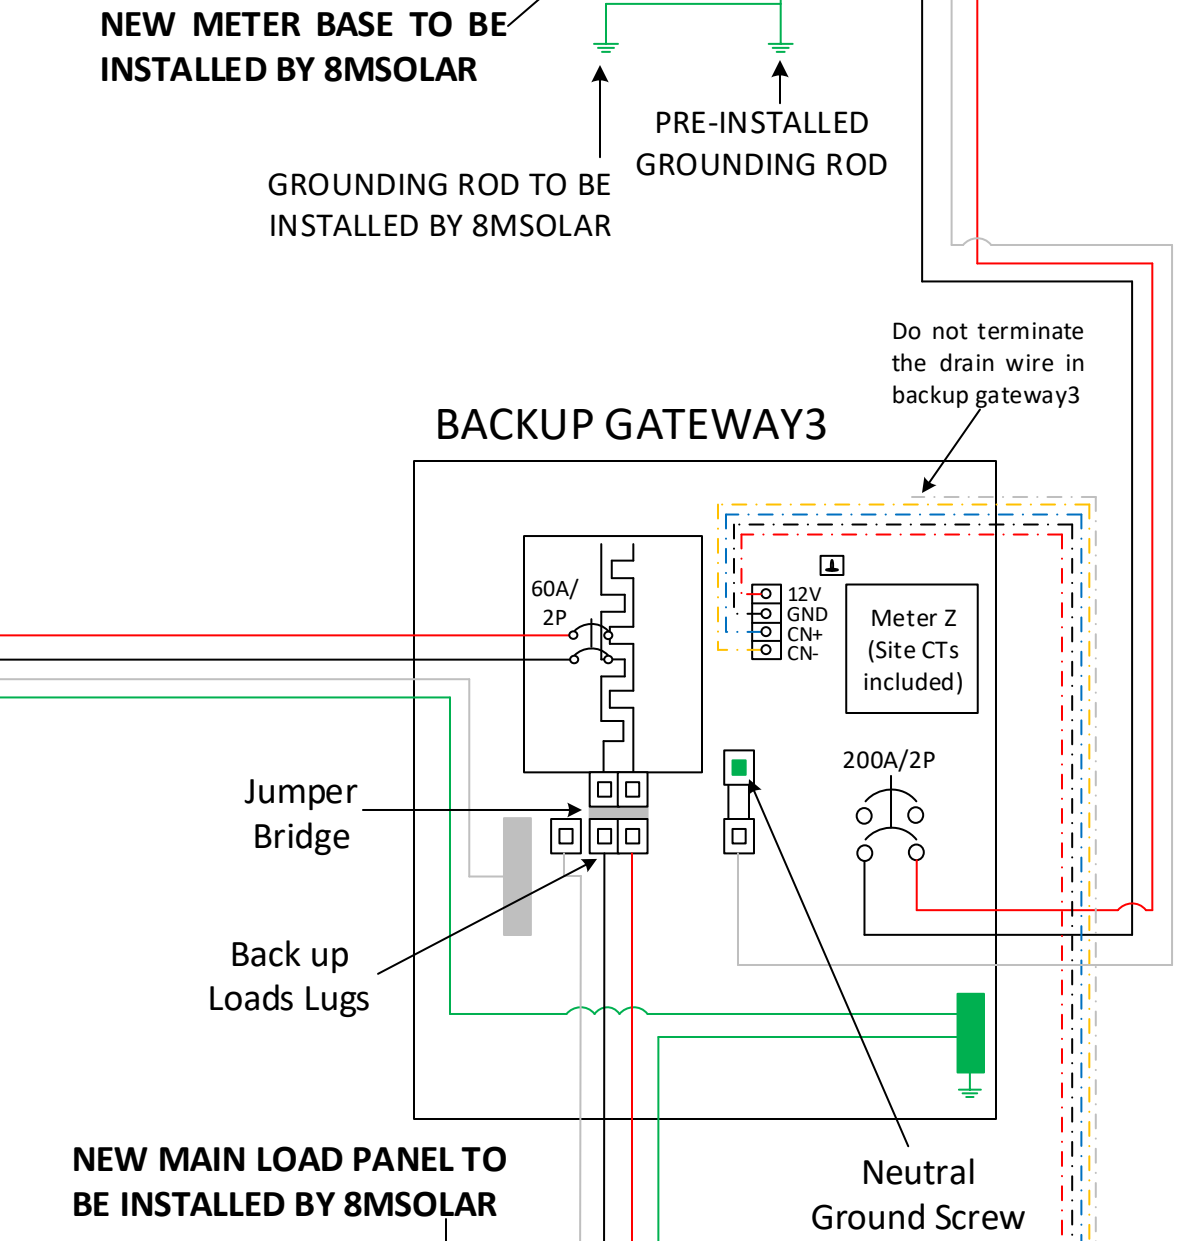 NEW METER BASE TO BE
INSTALLED BY 8MSOLAR
PRE-INSTALLED
GROUNDING ROD
GROUNDING ROD TO BE
INSTALLED BY 8MSOLAR
Do not terminate
the drain wire in
backup gateway3
BACKUP GATEWAY3
60A/
2P
12V
GND
CN+
CN-
Meter Z
(Site CTs
included)
200A/2P
Jumper
Bridge
Back up
Loads Lugs
NEW MAIN LOAD PANEL TO
BE INSTALLED BY 8MSOLAR
Neutral
Ground Screw